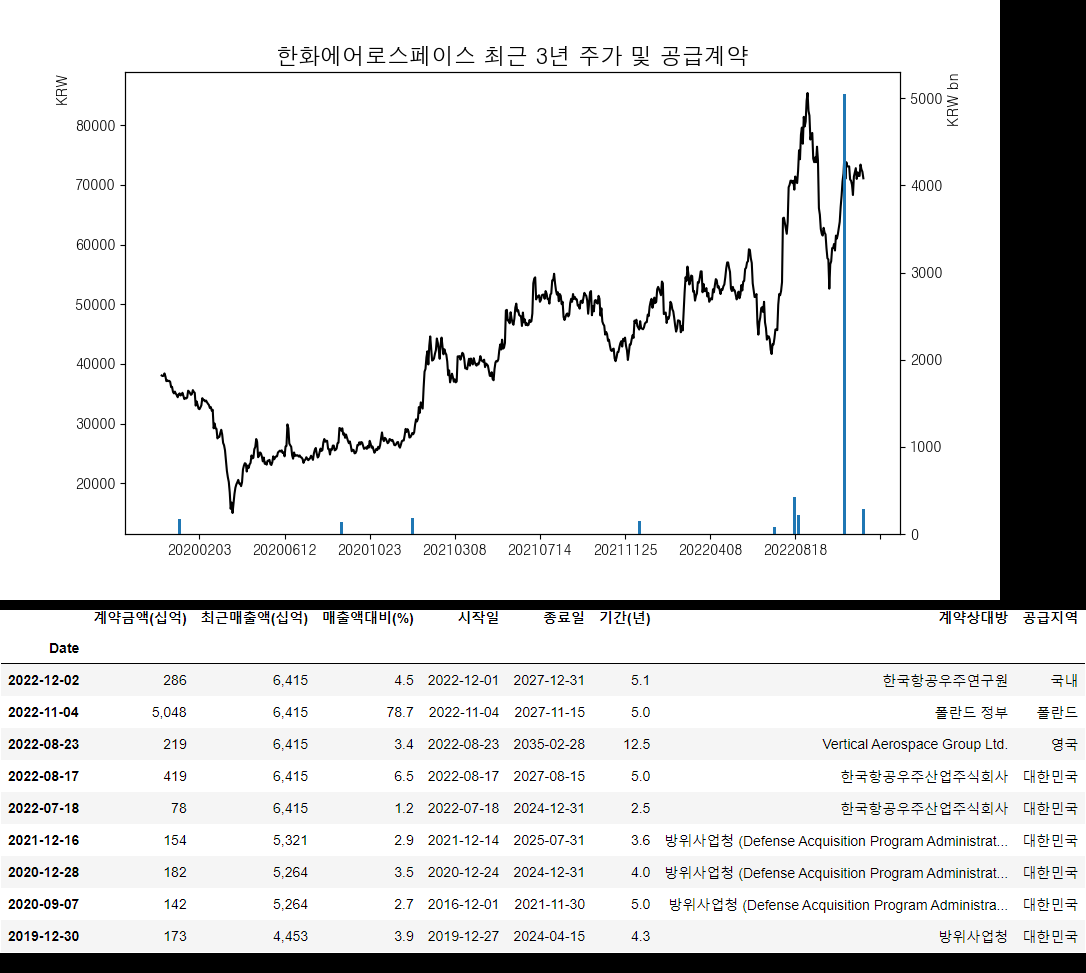 한화에어로스페이스 최근 3년 주가 및 공급계약
KRW
KRW bn
80000
70000
60000
50000
40000
30000
20000
5000
4000
3000
2000
1000
0
20200203 20200612 20201023 20210308 20210714 20211125 20220408 20220818
계약금액(십억) 최근매출액(십억) 매출액대비(%) 시작일 종료일 기간(년) 계약상대방 공급지역
Date
2022-12-02 286 6,415 4.5 2022-12-01 2027-12-31 5.1 한국항공우주연구원 국내
2022-11-04 5,048 6,415 78.7 2022-11-04 2027-11-15 5.0 폴란드 정부 폴란드
2022-08-23 219 6,415 3.4 2022-08-23 2035-02-28 12.5 Vertical Aerospace Group Ltd. 영국
2022-08-17 419 6,415 6.5 2022-08-17 2027-08-15 5.0 한국항공우주산업주식회사 대한민국
2022-07-18 78 6,415 1.2 2022-07-18 2024-12-31 2.5 한국항공우주산업주식회사 대한민국
2021-12-16 154 5,321 2.9 2021-12-14 2025-07-31 3.6 방위사업청 (Defense Acquisition Program Administrat... 대한민국
2020-12-28 182 5,264 3.5 2020-12-24 2024-12-31 4.0 방위사업청 (Defense Acquisition Program Administrat... 대한민국
2020-09-07 142 5,264 2.7 2016-12-01 2021-11-30 5.0 방위사업청 (Defense Acquisition Program Administra... 대한민국
2019-12-30 173 4,453 3.9 2019-12-27 2024-04-15 4.3 방위사업청 대한민국